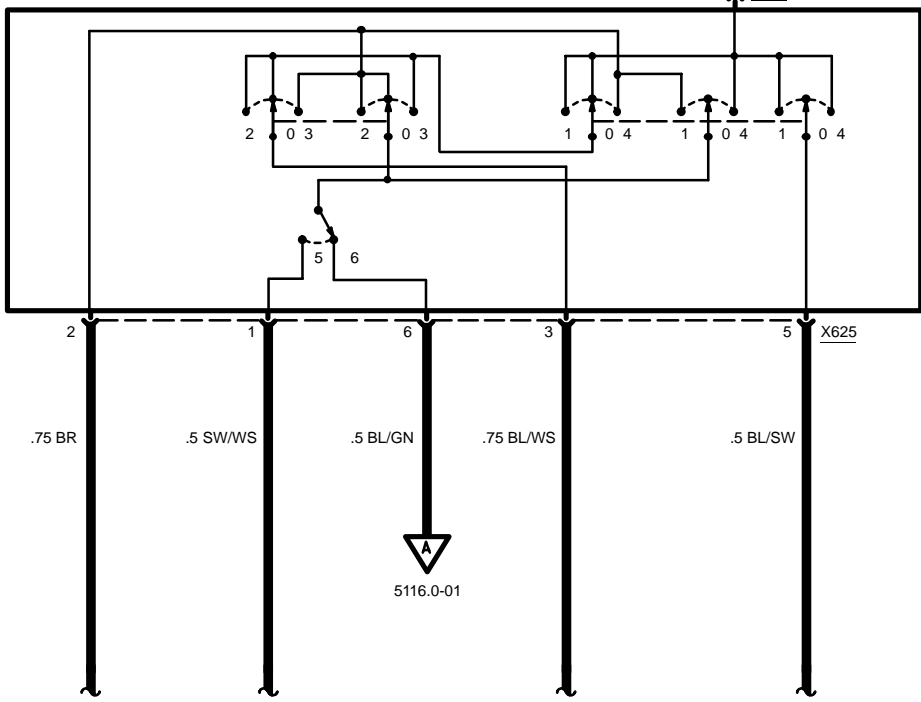 2 0 3 2 0 3 1 0 4 1 0 4 1 0 4
5 6
2 1 6 3 5 X625
.75 BR .5 SW/WS .5 BL/GN .75 BL/WS .5 BL/SW
A
5116.0-01